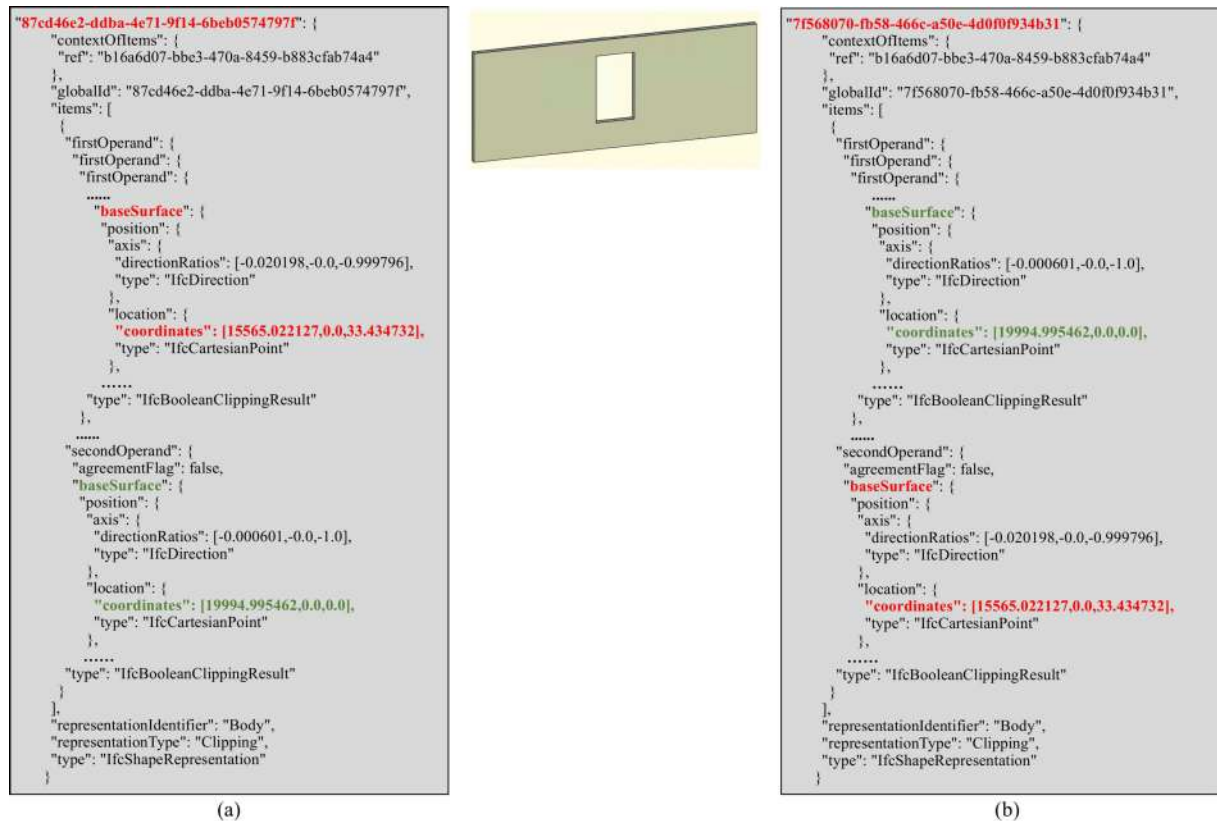 "87cd46e2-ddba-4e71-9f14-6beb0574797f": {
"contextOfItems": {
"ref": "b16a6d07-bbe3-470a-8459-b883cfab74a4"
},
"globalId": "87cd46e2-ddba-4e71-9f14-6beb0574797f",
"items": [
{
"firstOperand": {
"firstOperand": {
"firstOperand": {
......
"baseSurface": {
"position": {
"axis": {
"directionRatios": [-0.020198,-0.0,-0.999796],
"type": "IfcDirection"
},
"location": {
"coordinates": [15565.022127,0.0,33.434732],
"type": "IfcCartesianPoint"
},
......
"type": "IfcBooleanClippingResult"
},
......
"secondOperand": {
"agreementFlag": false,
"baseSurface": {
"position": {
"axis": {
"directionRatios": [-0.000601,-0.0,-1.0],
"type": "IfcDirection"
},
"location": {
"coordinates": [19994.995462,0.0,0.0],
"type": "IfcCartesianPoint"
},
......
"type": "IfcBooleanClippingResult"
}
],
"representationIdentifier": "Body",
"representationType": "Clipping",
"type": "IfcShapeRepresentation"
}
(a)
"7f568070-fb58-466c-a50e-4d0f0f934b31": {
"contextOfItems": {
"ref": "b16a6d07-bbe3-470a-8459-b883cfab74a4"
},
"globalId": "7f568070-fb58-466c-a50e-4d0f0f934b31",
"items": [
{
"firstOperand": {
"firstOperand": {
"firstOperand": {
......
"baseSurface": {
"position": {
"axis": {
"directionRatios": [-0.000601,-0.0,-1.0],
"type": "IfcDirection"
},
"location": {
"coordinates": [19994.995462,0.0,0.0],
"type": "IfcCartesianPoint"
},
......
"type": "IfcBooleanClippingResult"
},
......
"secondOperand": {
"agreementFlag": false,
"baseSurface": {
"position": {
"axis": {
"directionRatios": [-0.020198,-0.0,-0.999796],
"type": "IfcDirection"
},
"location": {
"coordinates": [15565.022127,0.0,33.434732],
"type": "IfcCartesianPoint"
},
......
"type": "IfcBooleanClippingResult"
}
],
"representationIdentifier": "Body",
"representationType": "Clipping",
"type": "IfcShapeRepresentation"
}
(b)